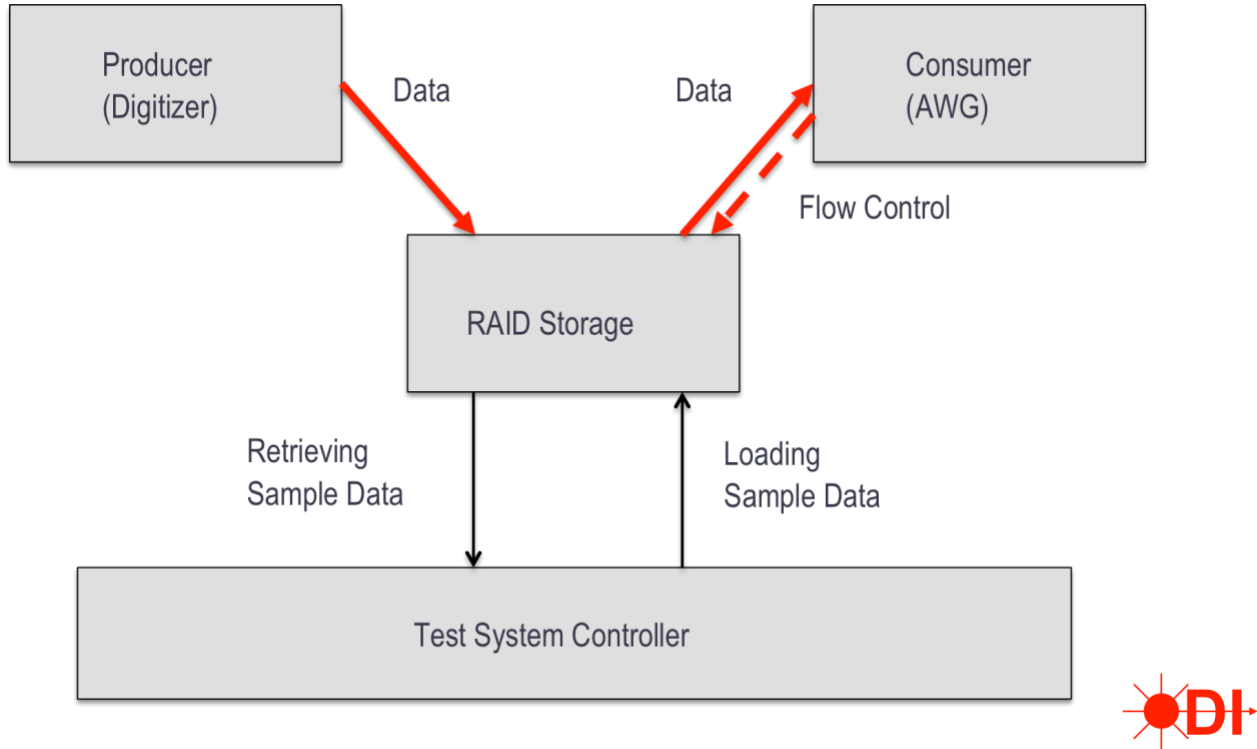 Producer
(Digitizer)
Data
Data
Consumer
(AWG)
Flow Control
RAID Storage
Retrieving
Sample Data
Loading
Sample Data
Test System Controller
ODI